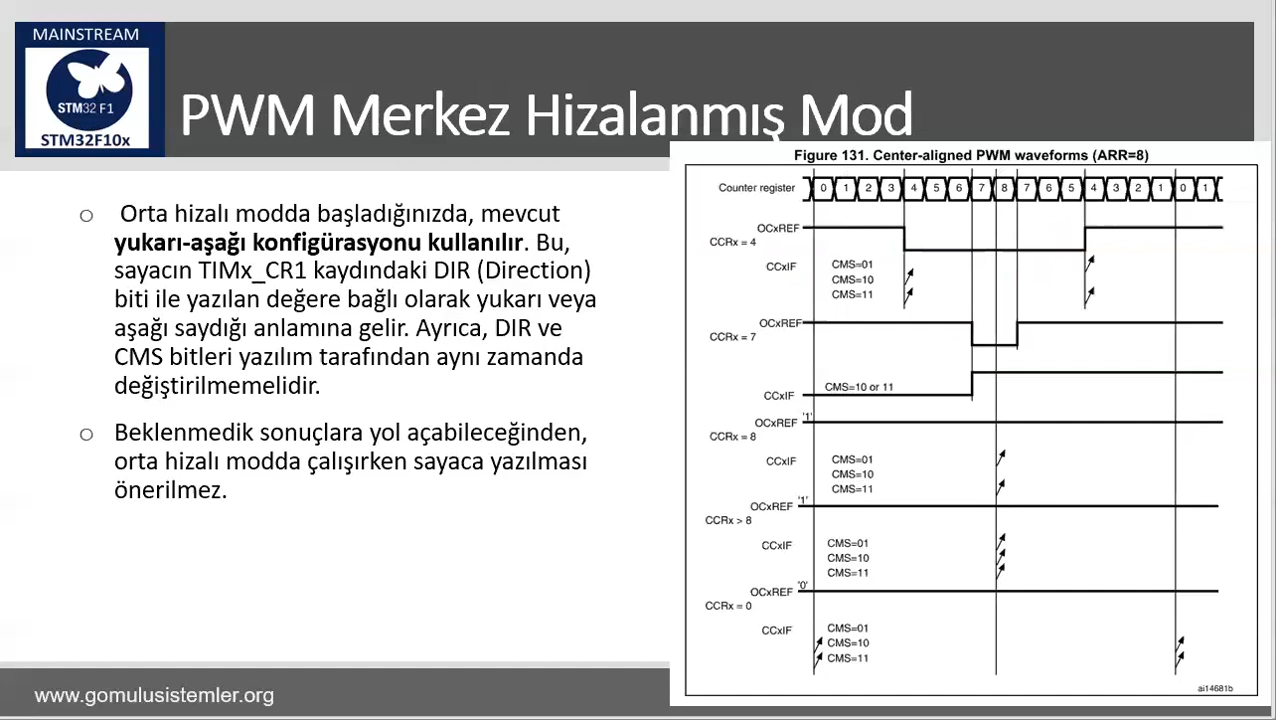 MAINSTREAM
STM32 F1
STM32F10x
PWM Merkez Hizalanmış Mod
Orta hizalı modda başladığınızda, mevcut
yukarı-aşağı konfigürasyonu kullanılır. Bu,
sayacın TIMx_CR1 kaydındaki DIR (Direction)
biti ile yazılan değere bağlı olarak yukarı veya
aşağı saydığı anlamına gelir. Ayrıca, DIR ve
CMS bitleri yazılım tarafından aynı zamanda
değiştirilmemelidir.
Beklenmedik sonuçlara yol açabileceğinden,
orta hizalı modda çalışırken sayaca yazılması
önerilmez.
Figure 131. Center-aligned PWM waveforms (ARR=8)
Counter register 0 1 2 3 4 5 6 7 8 7 6 5 4 3 2 1 0 1
OCxREF
CCRx = 4
CCxIF CMS=01
CMS=10
CMS=11
OCxREF
CCRx = 7
CMS=10 or 11
CCxIF
'1'
OCxREF
CCRx = 8
CCxIF CMS=01
CMS=10
CMS=11
'1'
OCxREF
CCRx > 8
CCxIF CMS=01
CMS=10
CMS=11
'0'
OCxREF
CCRx = 0
CCxIF CMS=01
CMS=10
CMS=11
ai14681b
www.gomulusistemler.org